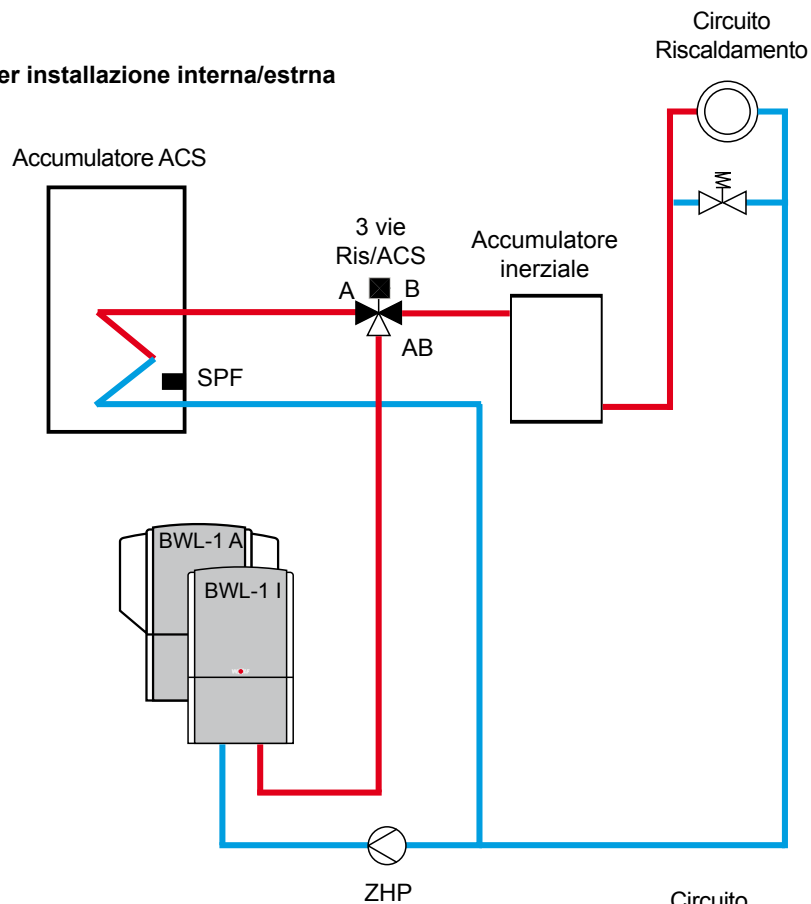 Circuito
Riscaldamento
er installazione interna/estrna
Accumulatore ACS
3 vie
Ris/ACS
Accumulatore
inerziale
A
B
AB
SPF
BWL-1 A
BWL-1 I
ZHP
Circuito